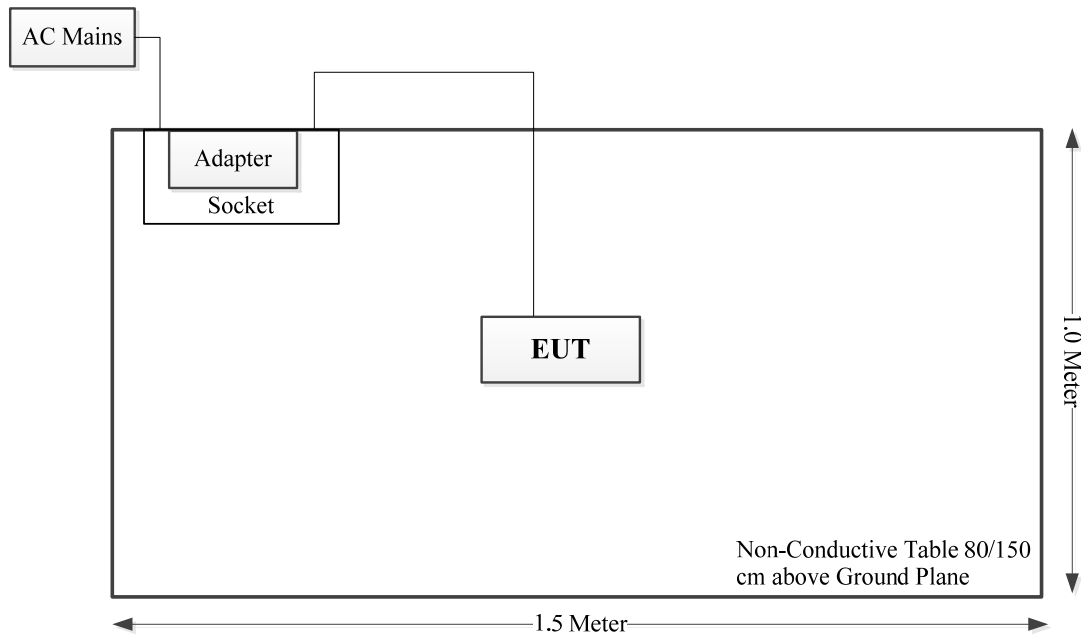 AC Mains
Adapter
Socket
EUT
1.0 Meter
Non-Conductive Table 80/150
cm above Ground Plane
1.5 Meter